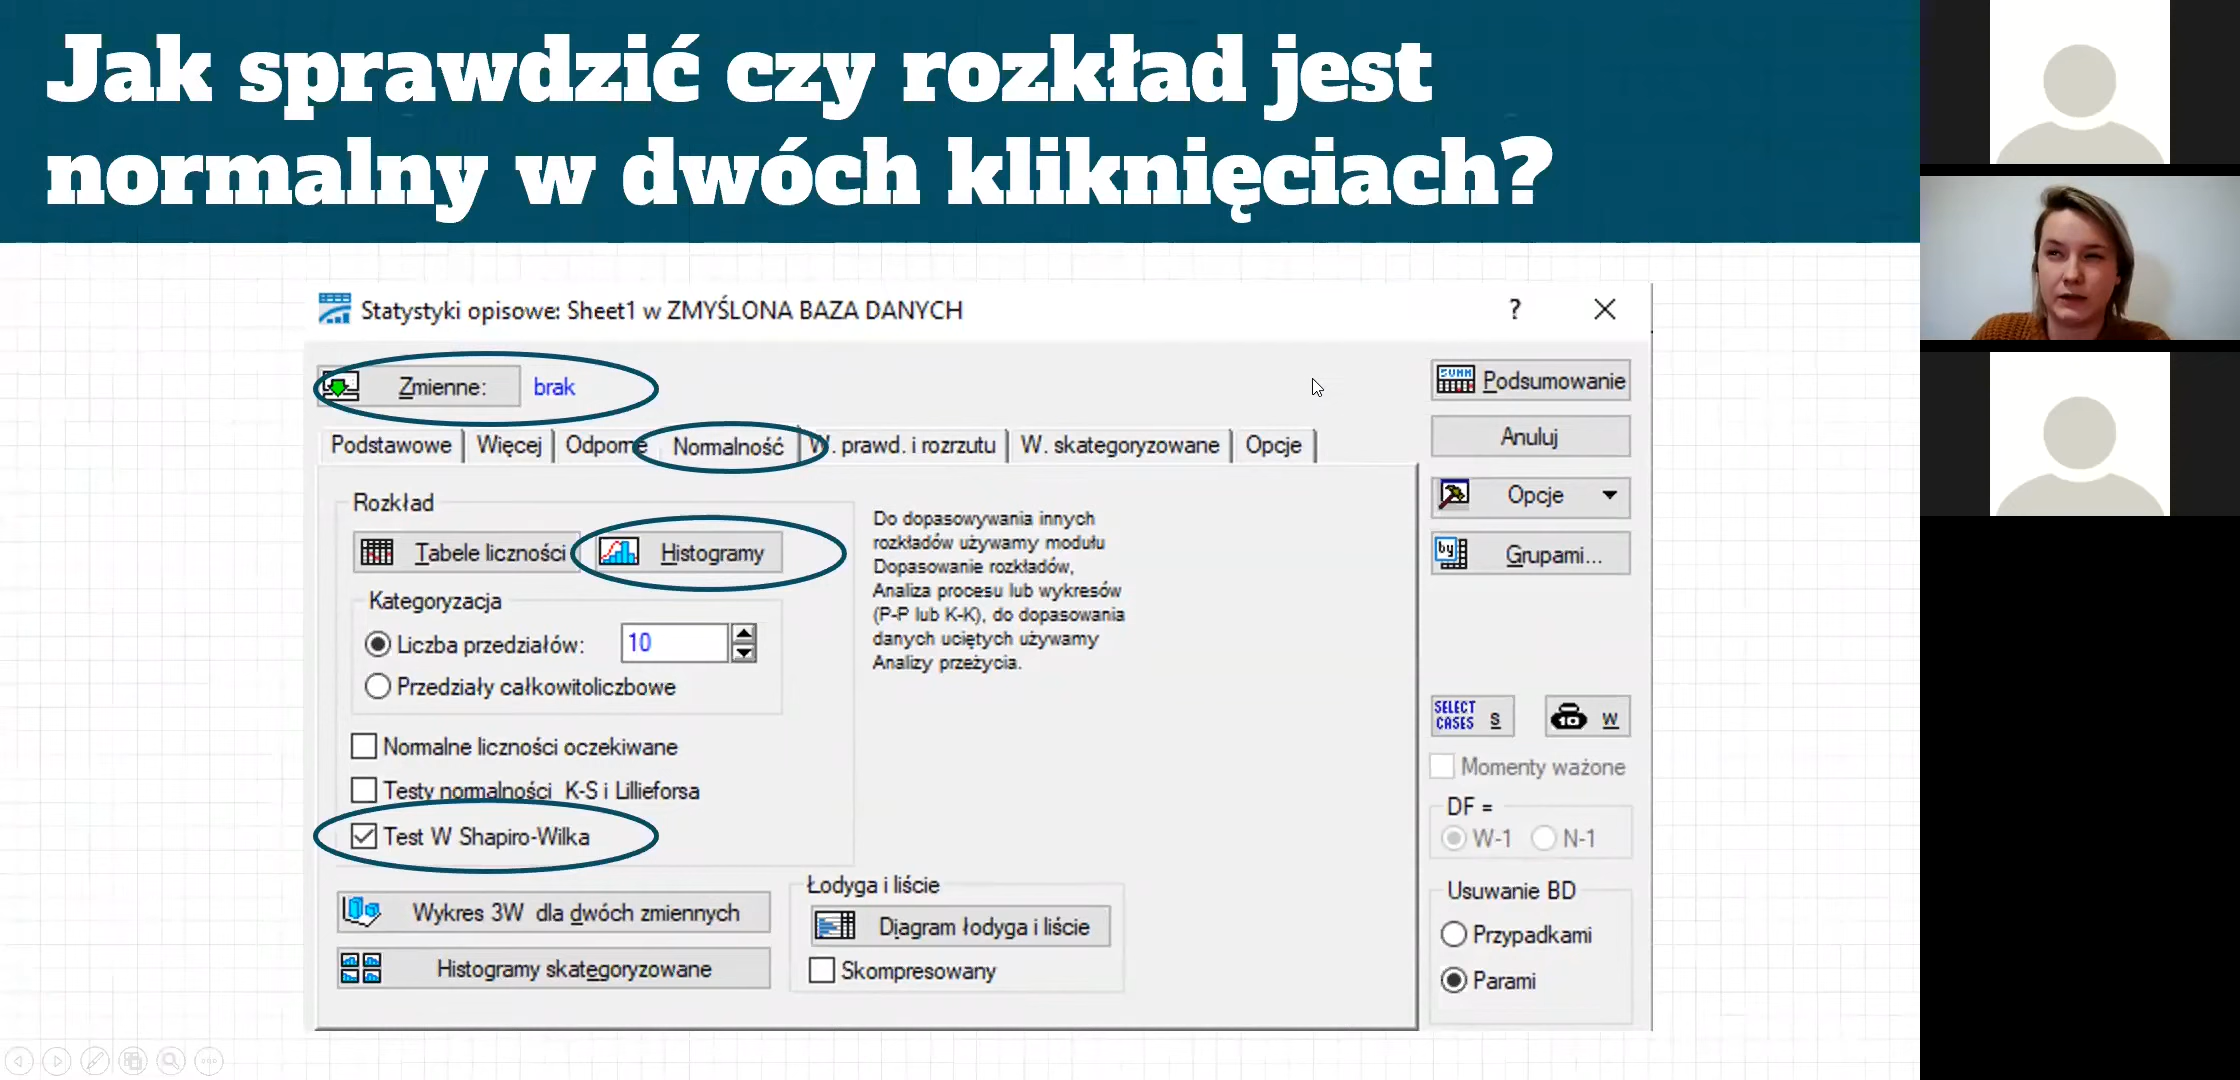 Jak sprawdzić czy rozkład jest
normalny w dwóch kliknięciach?
Statystyki opisowe: Sheet1 w ZMYŚLONA BAZA DANYCH
?
Zmienne: brak
Podstawowe Więcej Odporne Normalność W. prawd. i rozrzutu W. skategoryzowane Opcje
Rozkład
Tabele liczności Histogramy
Kategoryzacja
Liczba przedziałów: 10
Przedziały całkowitoliczbowe
Normalne liczności oczekiwane
Testy normalności K-S i Lillieforsa
Test W Shapiro-Wilka
Wykres 3W dla dwóch zmiennych
Histogramy skategoryzowane
Do dopasowywania innych
rozkładów używamy modułu
Dopasowanie rozkładów,
Analiza procesu lub wykresów
(P-P lub K-K), do dopasowania
danych uciętych używamy
Analizy przeżycia.
Łodyga i liście
Diagram łodyga i liście
Skompresowany
SUMM Podsumowanie
Anuluj
Opcje
by Grupami...
SELECT
CASES S
10 W
Momenty ważone
DF =
W-1 N-1
Usuwanie BD
Przypadkami
Parami